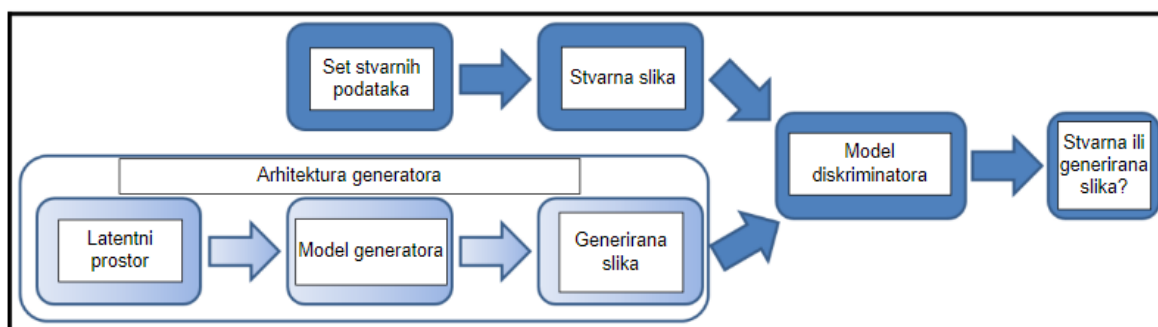 Set stvarnih
podataka
Stvarna slika
Model
diskriminatora
Stvarna ili
generirana
slika?
Arhitektura generatora
Latentni
prostor
Model generatora
Generirana
slika